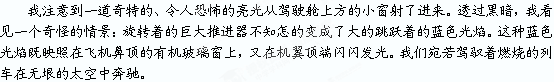 我注意到一道奇特的、令人恐怖的亮光从驾驶舱上方的小窗射了进来。透过黑暗，我看
见一个奇怪的情景：旋转着的巨大推进器不知怎的变成了大的跳跃着的蓝色光焰。这种蓝色
光焰既映照在飞机鼻顶的有机玻璃窗上，又在机翼顶端闪闪发光。我们宛若驾驭着燃烧的列
车在无垠的太空中奔驰。